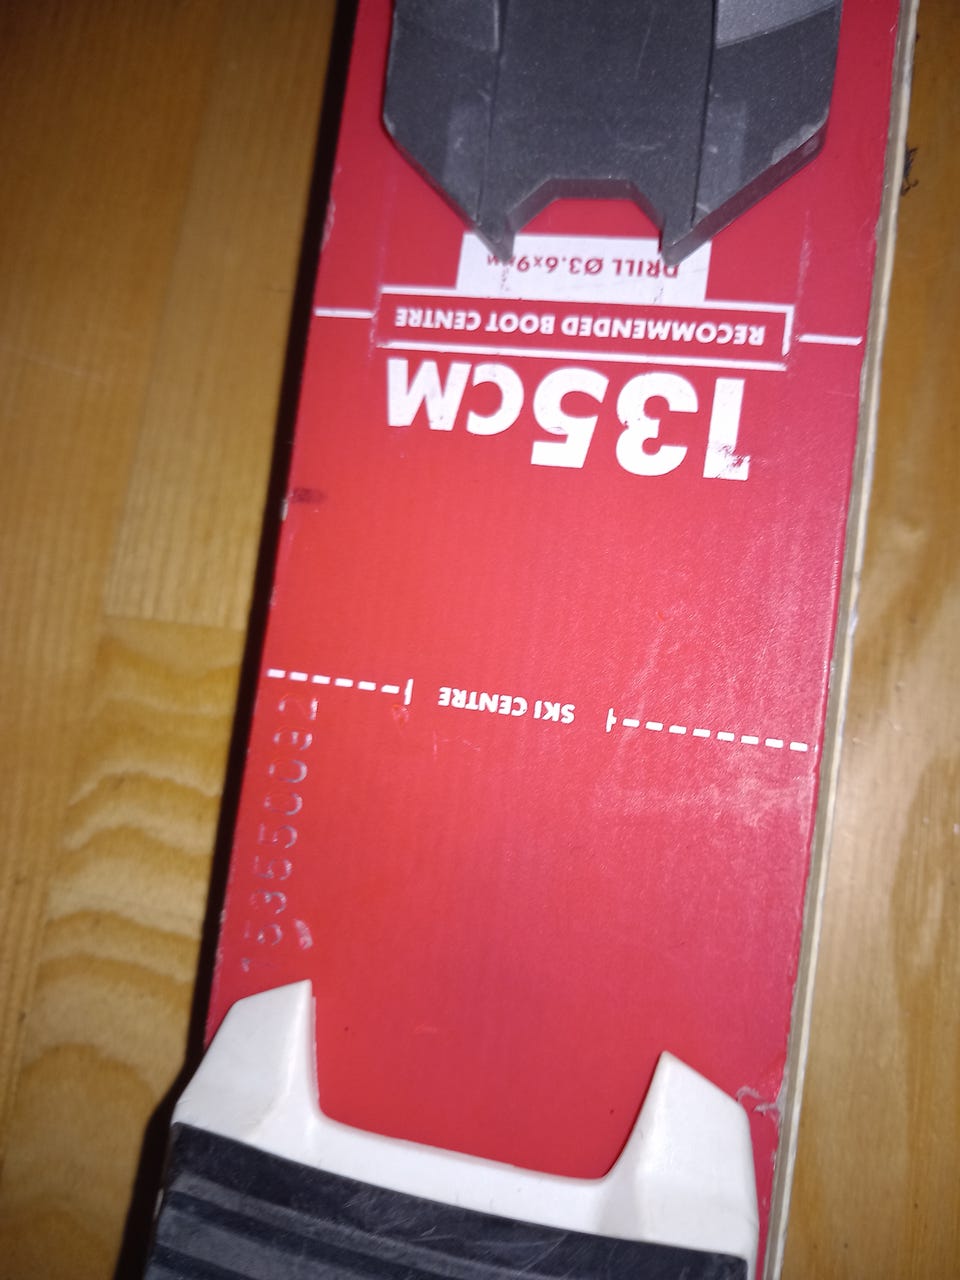 SKI CENTRE
135CM
RECOMMENDED BOOT CENTRE
DRILL Ø3.6x9MM